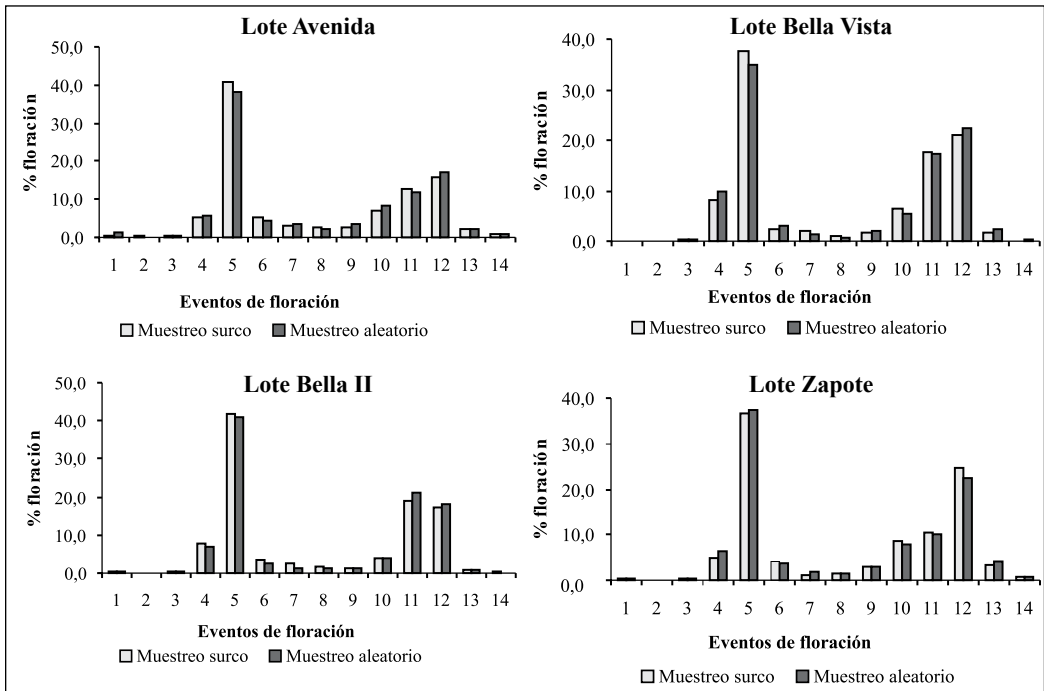 Lote Avenida
50,0
40,0
30,0
20,0
10,0
0,0
% floración
1 2 3 4 5 6 7 8 9 10 11 12 13 14
Eventos de floración
Muestreo surco Muestreo aleatorio
Lote Bella Vista
40,0
30,0
20,0
10,0
0,0
% floración
1 2 3 4 5 6 7 8 9 10 11 12 13 14
Eventos de floración
Muestreo surco Muestreo aleatorio
Lote Bella II
50,0
40,0
30,0
20,0
10,0
0,0
% floración
1 2 3 4 5 6 7 8 9 10 11 12 13 14
Eventos de floración
Muestreo surco Muestreo aleatorio
Lote Zapote
40,0
30,0
20,0
10,0
0,0
% floración
1 2 3 4 5 6 7 8 9 10 11 12 13 14
Eventos de floración
Muestreo surco Muestreo aleatorio